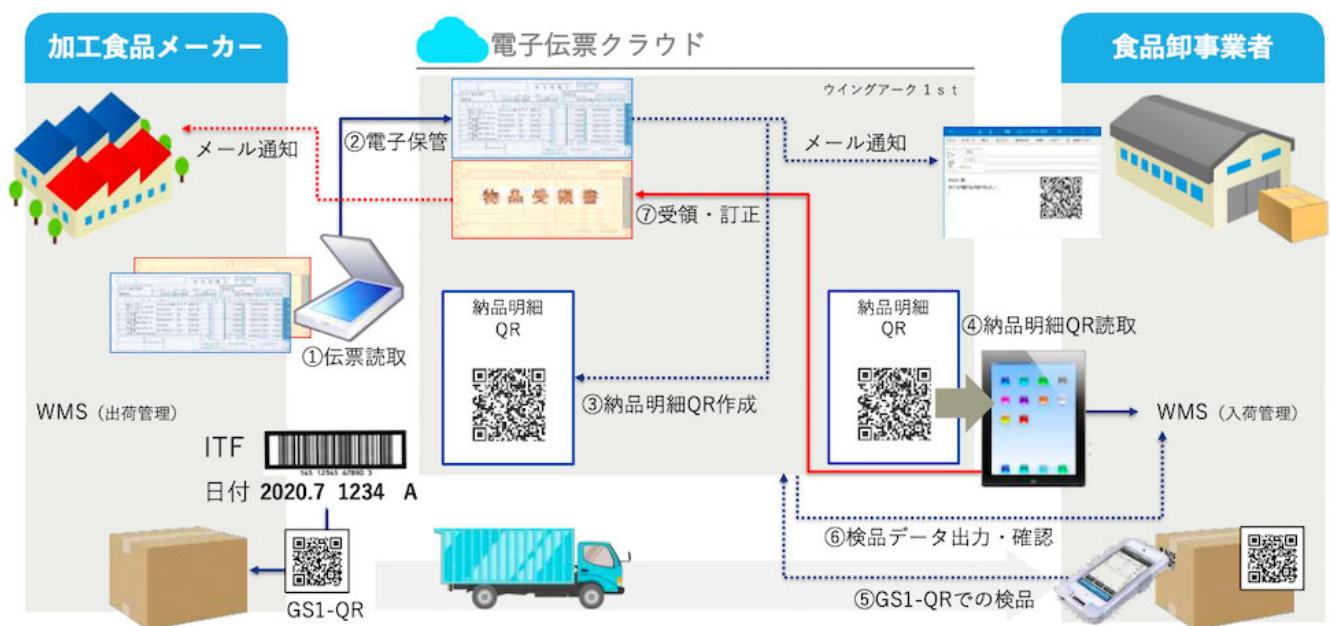 加工食品メーカー
電子伝票クラウド
食品卸事業者
ウイングアーク1st
メール通知
②電子保管
メール通知
物品受領書
⑦受領・訂正
①伝票読取
納品明細
QR
③納品明細QR作成
納品明細
QR
④納品明細QR読取
WMS（出荷管理）
WMS（入荷管理）
ITF
545 12345 67890 3
日付 2020.7 1234 A
GS1-QR
⑥検品データ出力・確認
⑤GS1-QRでの検品